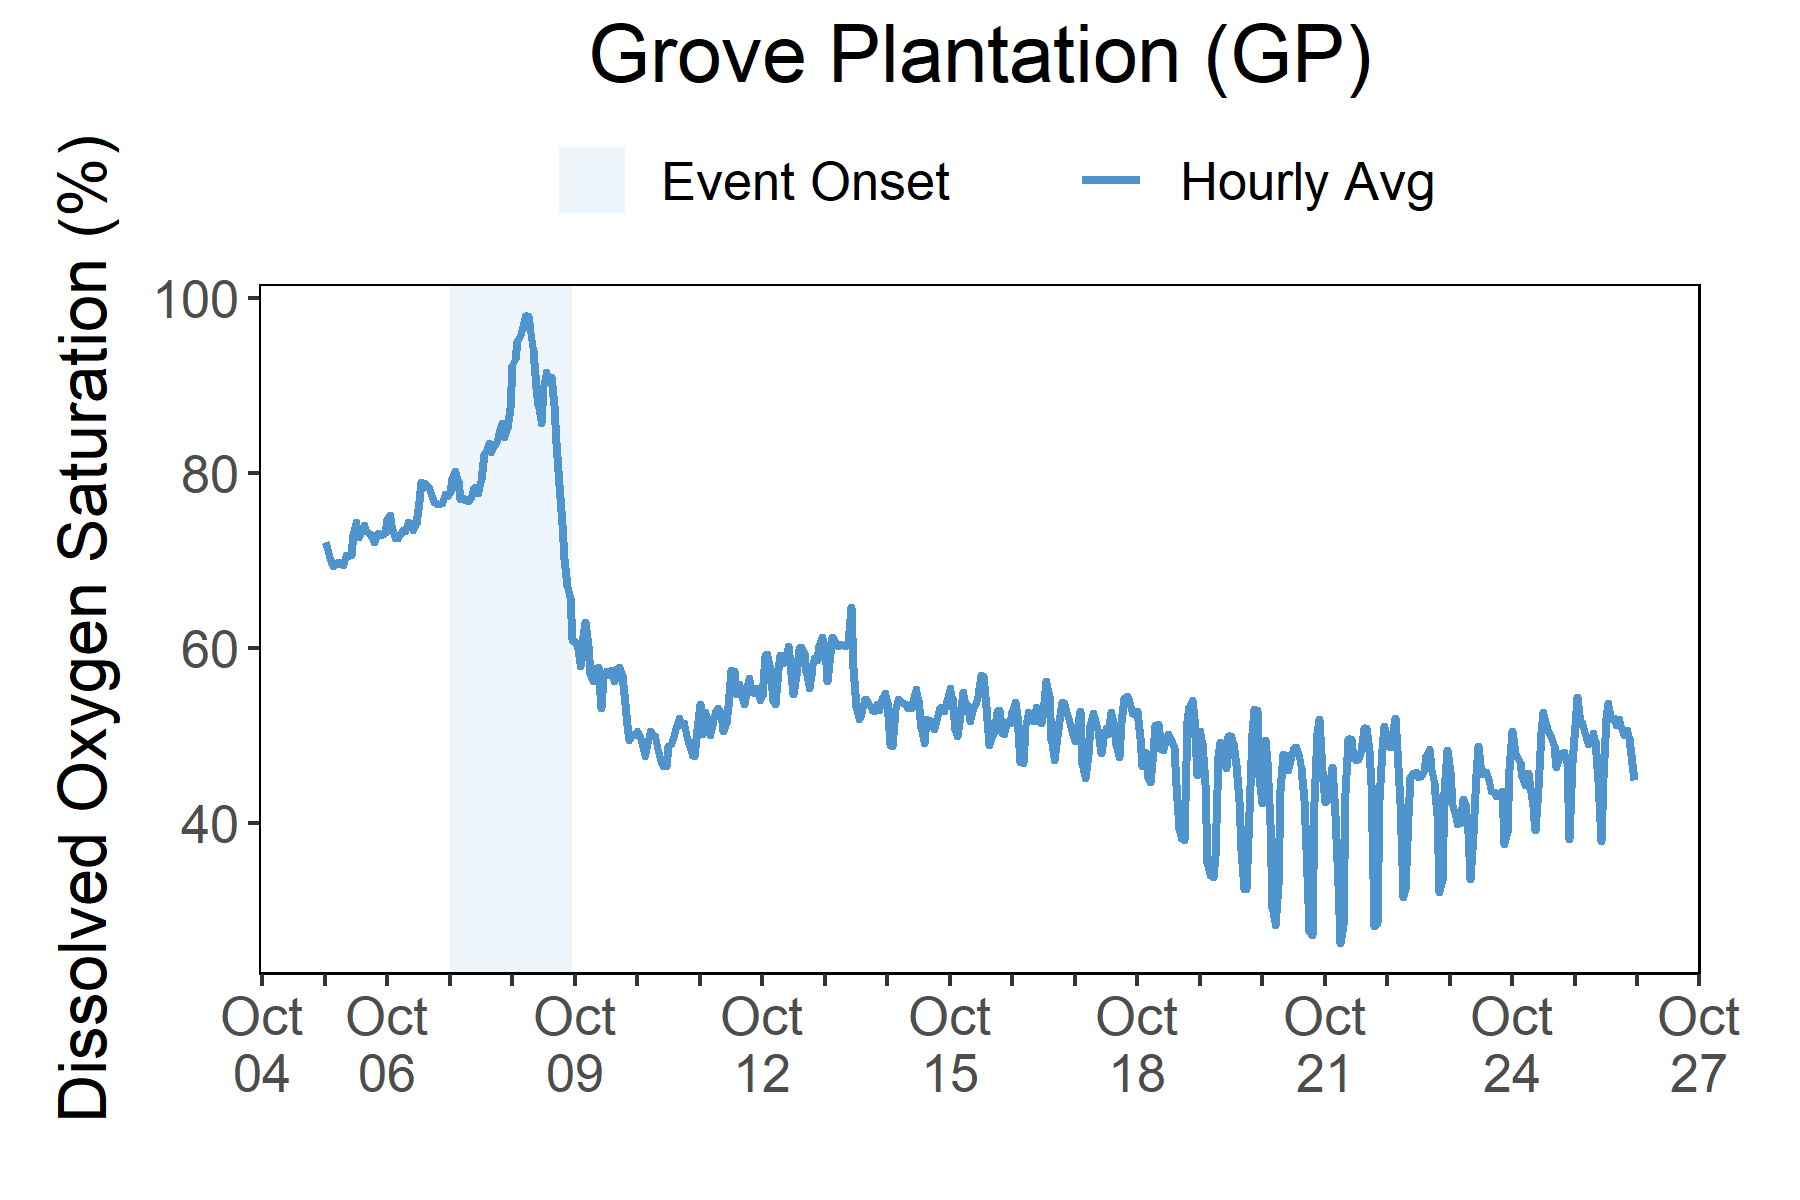 Grove Plantation (GP)
Event Onset
Hourly Avg
Dissolved Oxygen Saturation (%)
100
80
60
40
Oct 04
Oct 06
Oct 09
Oct 12
Oct 15
Oct 18
Oct 21
Oct 24
Oct 27